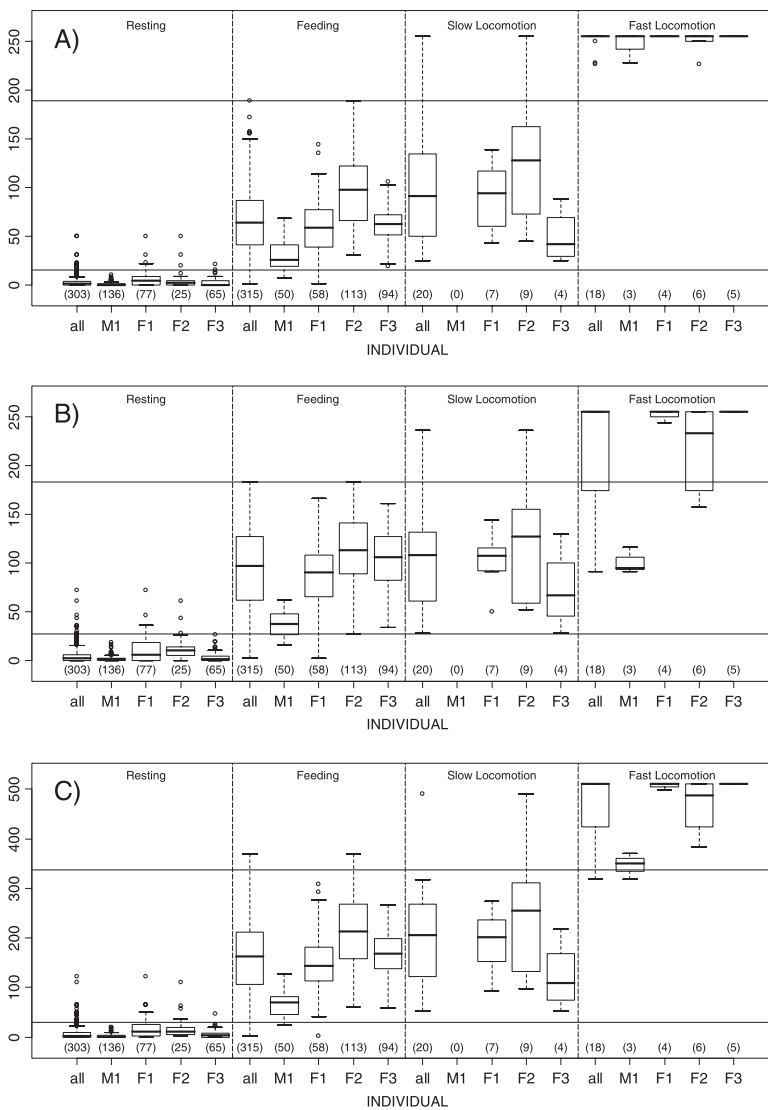 A)
Resting Feeding Slow Locomotion Fast Locomotion
250
200
150
100
50
0
(303) (136) (77) (25) (65) (315) (50) (58) (113) (94) (20) (0) (7) (9) (4) (18) (3) (4) (6) (5)
all M1 F1 F2 F3 all M1 F1 F2 F3 all M1 F1 F2 F3 all M1 F1 F2 F3
INDIVIDUAL
B)
Resting Feeding Slow Locomotion Fast Locomotion
250
200
150
100
50
0
(303) (136) (77) (25) (65) (315) (50) (58) (113) (94) (20) (0) (7) (9) (4) (18) (3) (4) (6) (5)
all M1 F1 F2 F3 all M1 F1 F2 F3 all M1 F1 F2 F3 all M1 F1 F2 F3
INDIVIDUAL
C)
Resting Feeding Slow Locomotion Fast Locomotion
500
400
300
200
100
0
(303) (136) (77) (25) (65) (315) (50) (58) (113) (94) (20) (0) (7) (9) (4) (18) (3) (4) (6) (5)
all M1 F1 F2 F3 all M1 F1 F2 F3 all M1 F1 F2 F3 all M1 F1 F2 F3
INDIVIDUAL